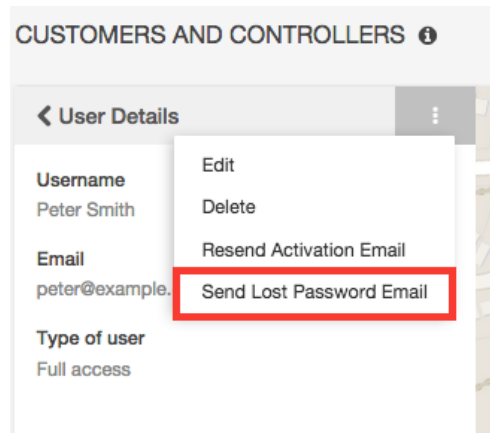 CUSTOMERS AND CONTROLLERS
User Details
Edit
Username
Peter Smith
Delete
Email
Resend Activation Email
peter@example.
Send Lost Password Email
Type of user
Full access